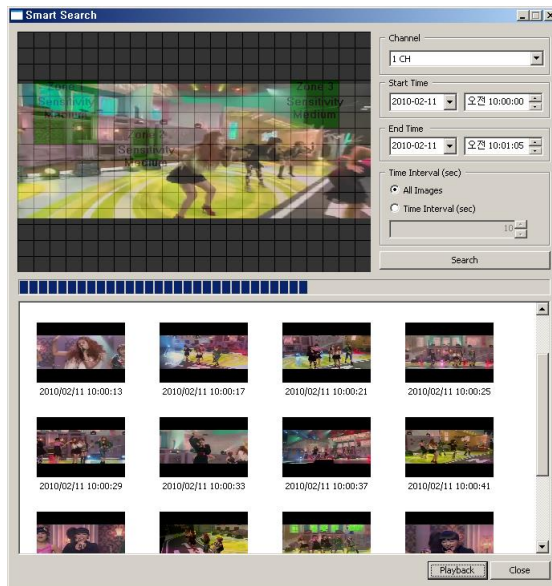 Smart Search
Zone 1
Sensitivity
Medium
Zone 2
Sensitivity
Medium
Zone 3
Sensitivity
Medium
Channel
1 CH
Start Time
2010-02-11
오전 10:00:00
End Time
2010-02-11
오전 10:01:05
Time Interval (sec)
All Images
Time Interval (sec)
10
Search
2010/02/11 10:00:13
2010/02/11 10:00:17
2010/02/11 10:00:21
2010/02/11 10:00:25
2010/02/11 10:00:29
2010/02/11 10:00:33
2010/02/11 10:00:37
2010/02/11 10:00:41
Playback
Close